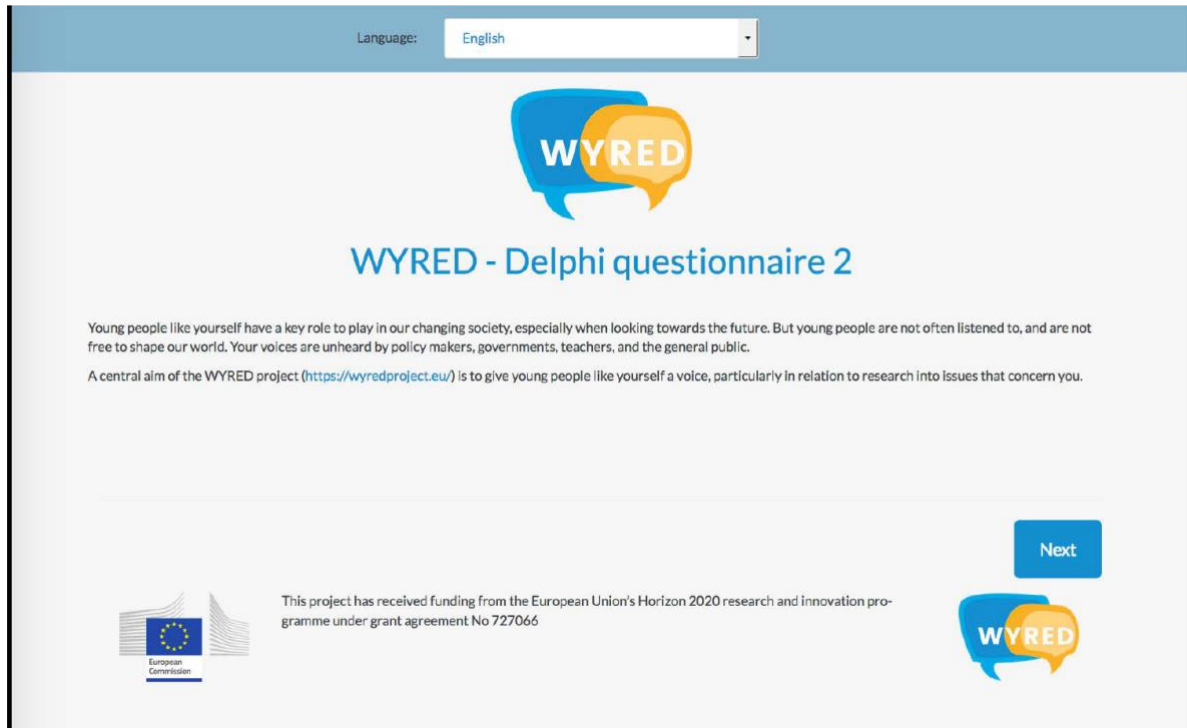 Language: English
WYRED
WYRED - Delphi questionnaire 2
Young people like yourself have a key role to play in our changing society, especially when looking towards the future. But young people are not often listened to, and are not
free to shape our world. Your voices are unheard by policy makers, governments, teachers, and the general public.
A central aim of the WYRED project (https://wyredproject.eu/) is to give young people like yourself a voice, particularly in relation to research into issues that concern you.
Next
This project has received funding from the European Union's Horizon 2020 research and innovation pro-
gramme under grant agreement No 727066
European
Commission
WYRED